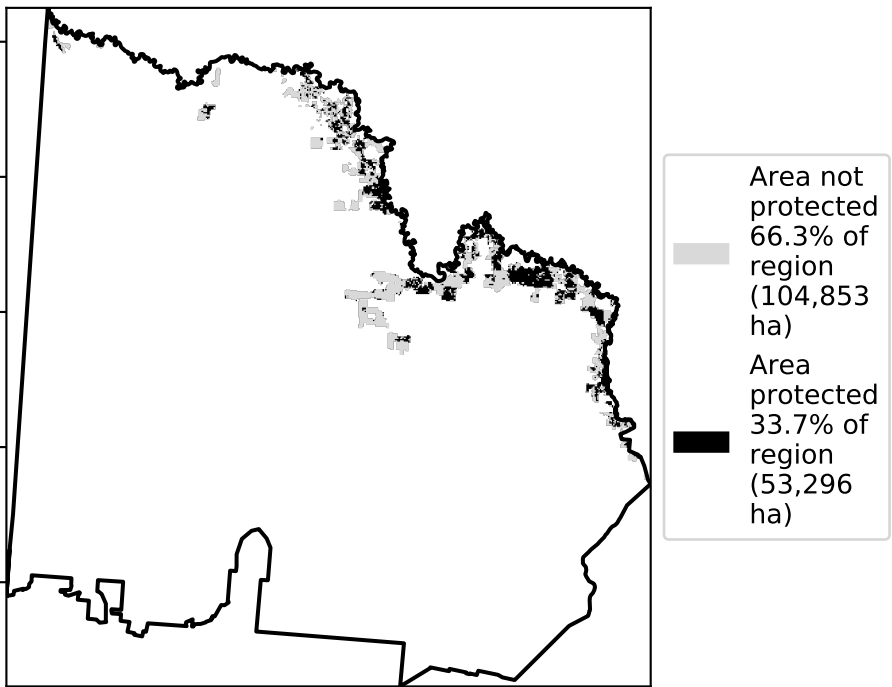 Area not
protected
66.3% of
region
(104,853
ha)
Area
protected
33.7% of
region
(53,296
ha)